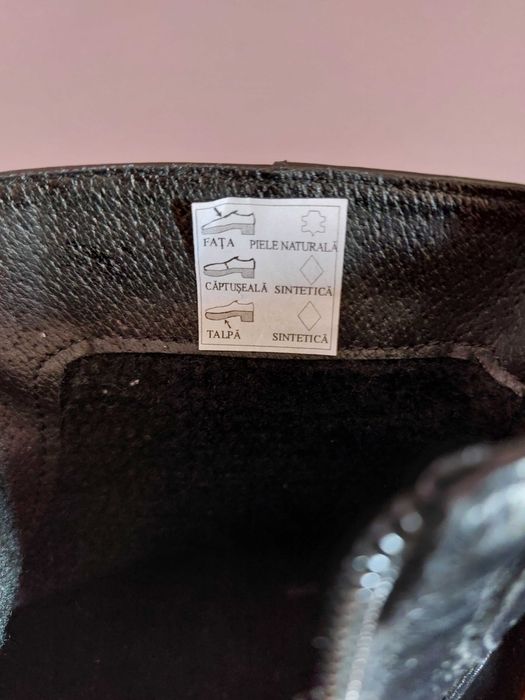 FAȚA PIELE NATURALĂ
CĂPTUȘEALĂ SINTETICĂ
TALPĂ SINTETICĂ